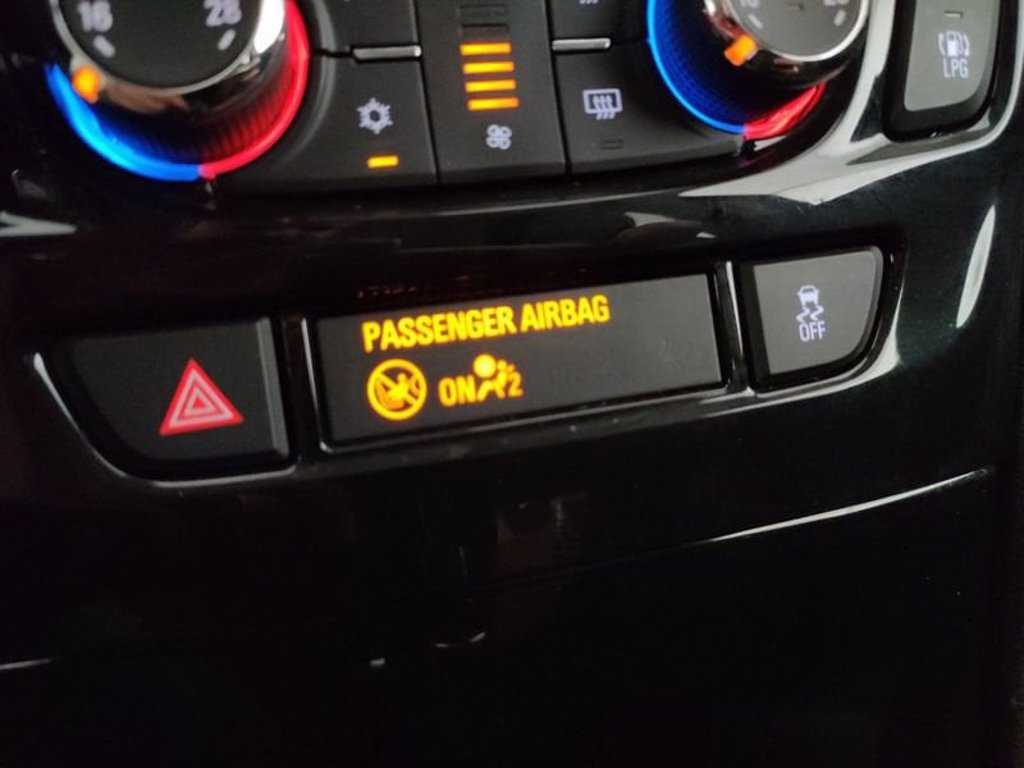 16 28
LPG
PASSENGER AIRBAG
ON 2
OFF